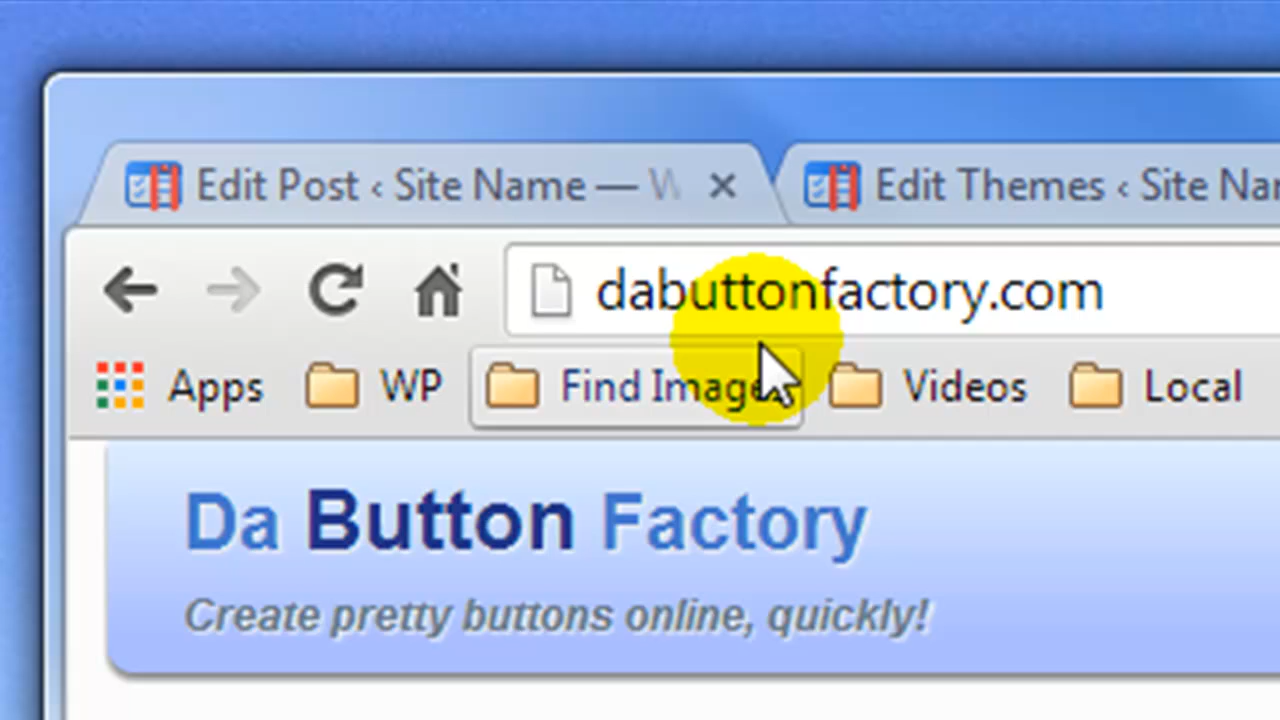 Edit Post ‹ Site Name — W
Edit Themes ‹ Site Nar
dabuttonfactory.com
Apps WP Find Image Videos Local
Da Button Factory
Create pretty buttons online, quickly!